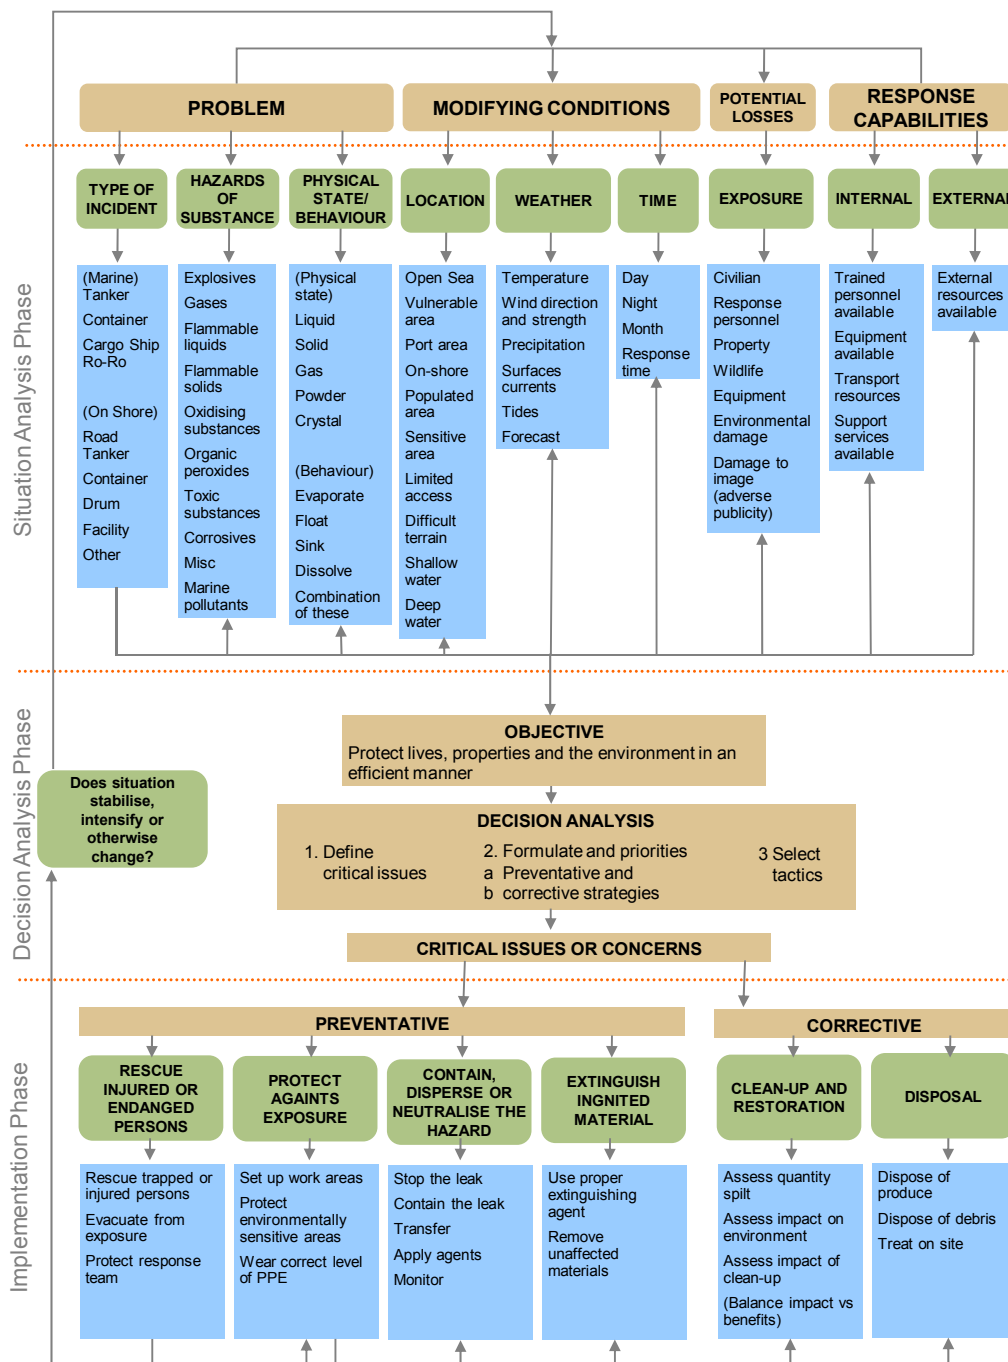 PROBLEM
MODIFYING CONDITIONS
POTENTIAL
LOSSES
RESPONSE
CAPABILITIES
Situation Analysis Phase
TYPE OF
INCIDENT
HAZARDS
OF
SUBSTANCE
PHYSICAL
STATE/
BEHAVIOUR
LOCATION
WEATHER
TIME
EXPOSURE
INTERNAL
EXTERNAL
(Marine)
Tanker
Container
Cargo Ship
Ro-Ro
(On Shore)
Road
Tanker
Container
Drum
Facility
Other
Explosives
Gases
Flammable
liquids
Flammable
solids
Oxidising
substances
Organic
peroxides
Toxic
substances
Corrosives
Misc
Marine
pollutants
(Physical
state)
Liquid
Solid
Gas
Powder
Crystal
(Behaviour)
Evaporate
Float
Sink
Dissolve
Combination
of these
Open Sea
Vulnerable
area
Port area
On-shore
Populated
area
Sensitive
area
Limited
access
Difficult
terrain
Shallow
water
Deep
water
Temperature
Wind direction
and strength
Precipitation
Surfaces
currents
Tides
Forecast
Day
Night
Month
Response
time
Civilian
Response
personnel
Property
Wildlife
Equipment
Environmental
damage
Damage to
image
(adverse
publicity)
Trained
personnel
available
Equipment
available
Transport
resources
Support
services
available
External
resources
available
Decision Analysis Phase
Does situation
stabilise,
intensify or
otherwise
change?
OBJECTIVE
Protect lives, properties and the environment in an
efficient manner
DECISION ANALYSIS
1. Define
critical issues
2. Formulate and priorities
a Preventative and
b corrective strategies
3 Select
tactics
CRITICAL ISSUES OR CONCERNS
Implementation Phase
PREVENTATIVE
CORRECTIVE
RESCUE
INJURED OR
ENDANGED
PERSONS
PROTECT
AGAINTS
EXPOSURE
CONTAIN,
DISPERSE OR
NEUTRALISE THE
HAZARD
EXTINGUISH
INGNITED
MATERIAL
CLEAN-UP AND
RESTORATION
DISPOSAL
Rescue trapped or
injured persons
Evacuate from
exposure
Protect response
team
Set up work areas
Protect
environmentally
sensitive areas
Wear correct level
of PPE
Stop the leak
Contain the leak
Transfer
Apply agents
Monitor
Use proper
extinguishing
agent
Remove
unaffected
materials
Assess quantity
spilt
Assess impact on
environment
Assess impact of
clean-up
(Balance impact vs
benefits)
Dispose of
produce
Dispose of debris
Treat on site